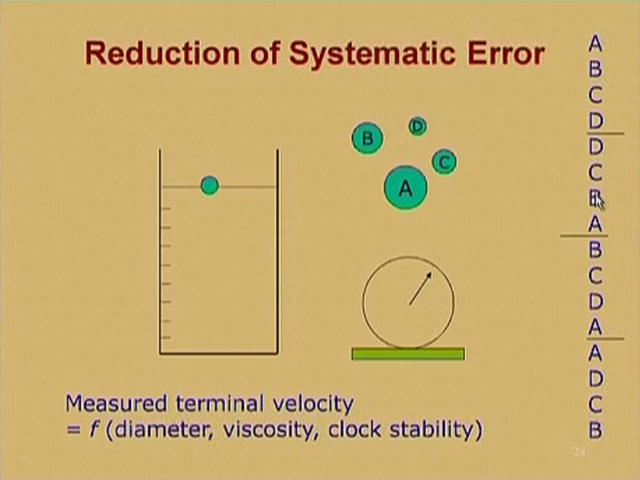 Reduction of Systematic Error
B
D
C
A
A
B
C
D
D
C
B
A
B
C
D
A
A
D
C
B
Measured terminal velocity
= f (diameter, viscosity, clock stability)
24